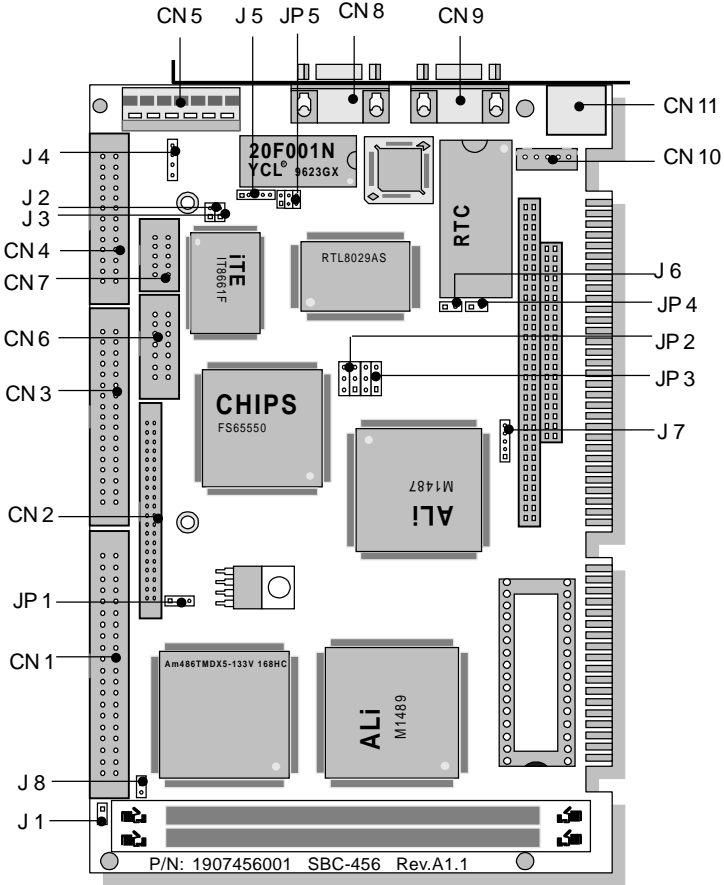 CN 5 J 5 JP 5 CN 8 CN 9
CN 11
J 4
20F001N
YCL® 9623GX
CN 10
J 2
J 3
RTC
CN 4
iTE
IT8661F
RTL8029AS
CN 7
J 6
JP 4
CN 6
JP 2
JP 3
CN 3
CHIPS
FS65550
J 7
M1487
ALi
CN 2
JP 1
CN 1
Am486TMDX5-133V 168HC
ALi
M1489
J 8
J 1
P/N: 1907456001 SBC-456 Rev.A1.1